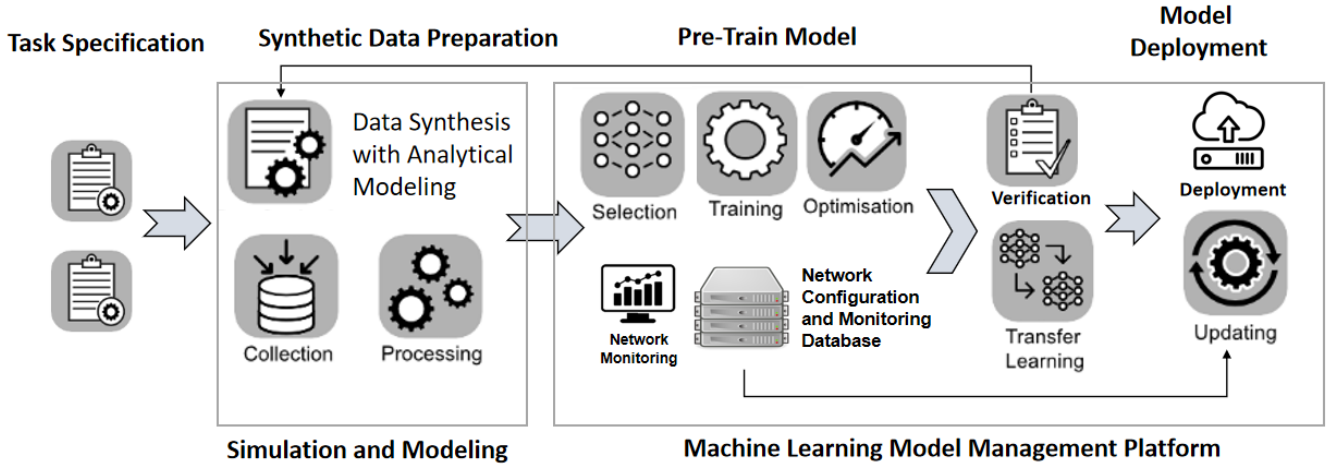 Task Specification
Synthetic Data Preparation
Pre-Train Model
Model
Deployment
Data Synthesis
with Analytical
Modeling
Collection
Processing
Selection
Training
Optimisation
Network
Monitoring
Network
Configuration
and Monitoring
Database
Verification
Transfer
Learning
Deployment
Updating
Simulation and Modeling
Machine Learning Model Management Platform